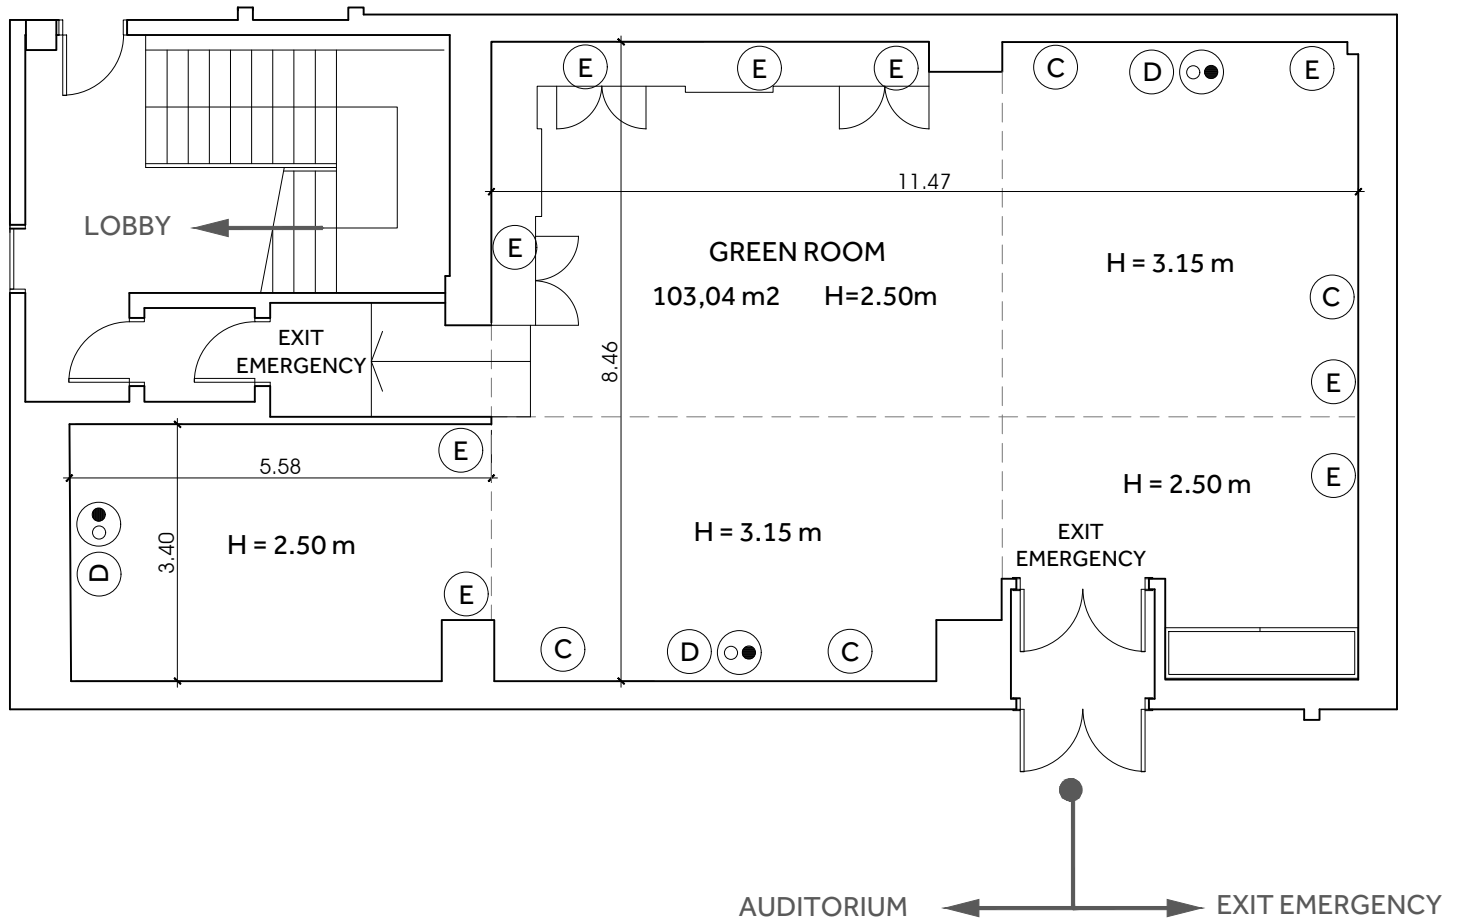 E
E
E
C
D
E
11.47
LOBBY
E
GREEN ROOM
H = 3.15 m
103,04 m2
H=2.50m
C
EXIT
EMERGENCY
8.46
E
E
5.58
E
H = 2.50 m
D
3.40
H = 2.50 m
H = 3.15 m
EXIT
EMERGENCY
E
C
D
C
AUDITORIUM
EXIT EMERGENCY